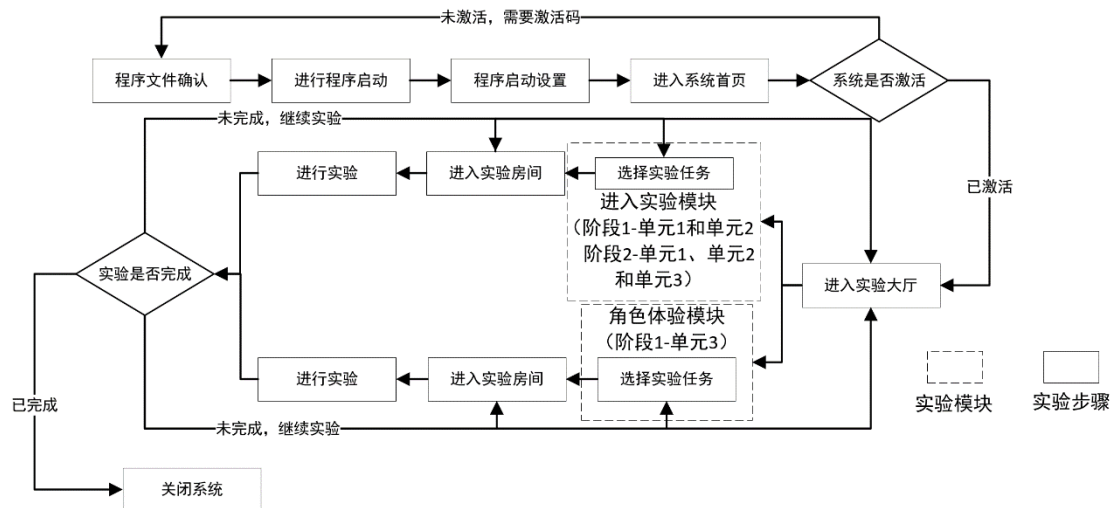 未激活，需要激活码
程序文件确认
进行程序启动
程序启动设置
进入系统首页
系统是否激活
未完成，继续实验
已激活
进行实验
进入实验房间
选择实验任务
进入实验模块
（阶段1-单元1和单元2
阶段2-单元1、单元2
和单元3）
实验是否完成
进入实验大厅
角色体验模块
（阶段1-单元3）
进行实验
进入实验房间
选择实验任务
已完成
未完成，继续实验
实验模块
实验步骤
关闭系统